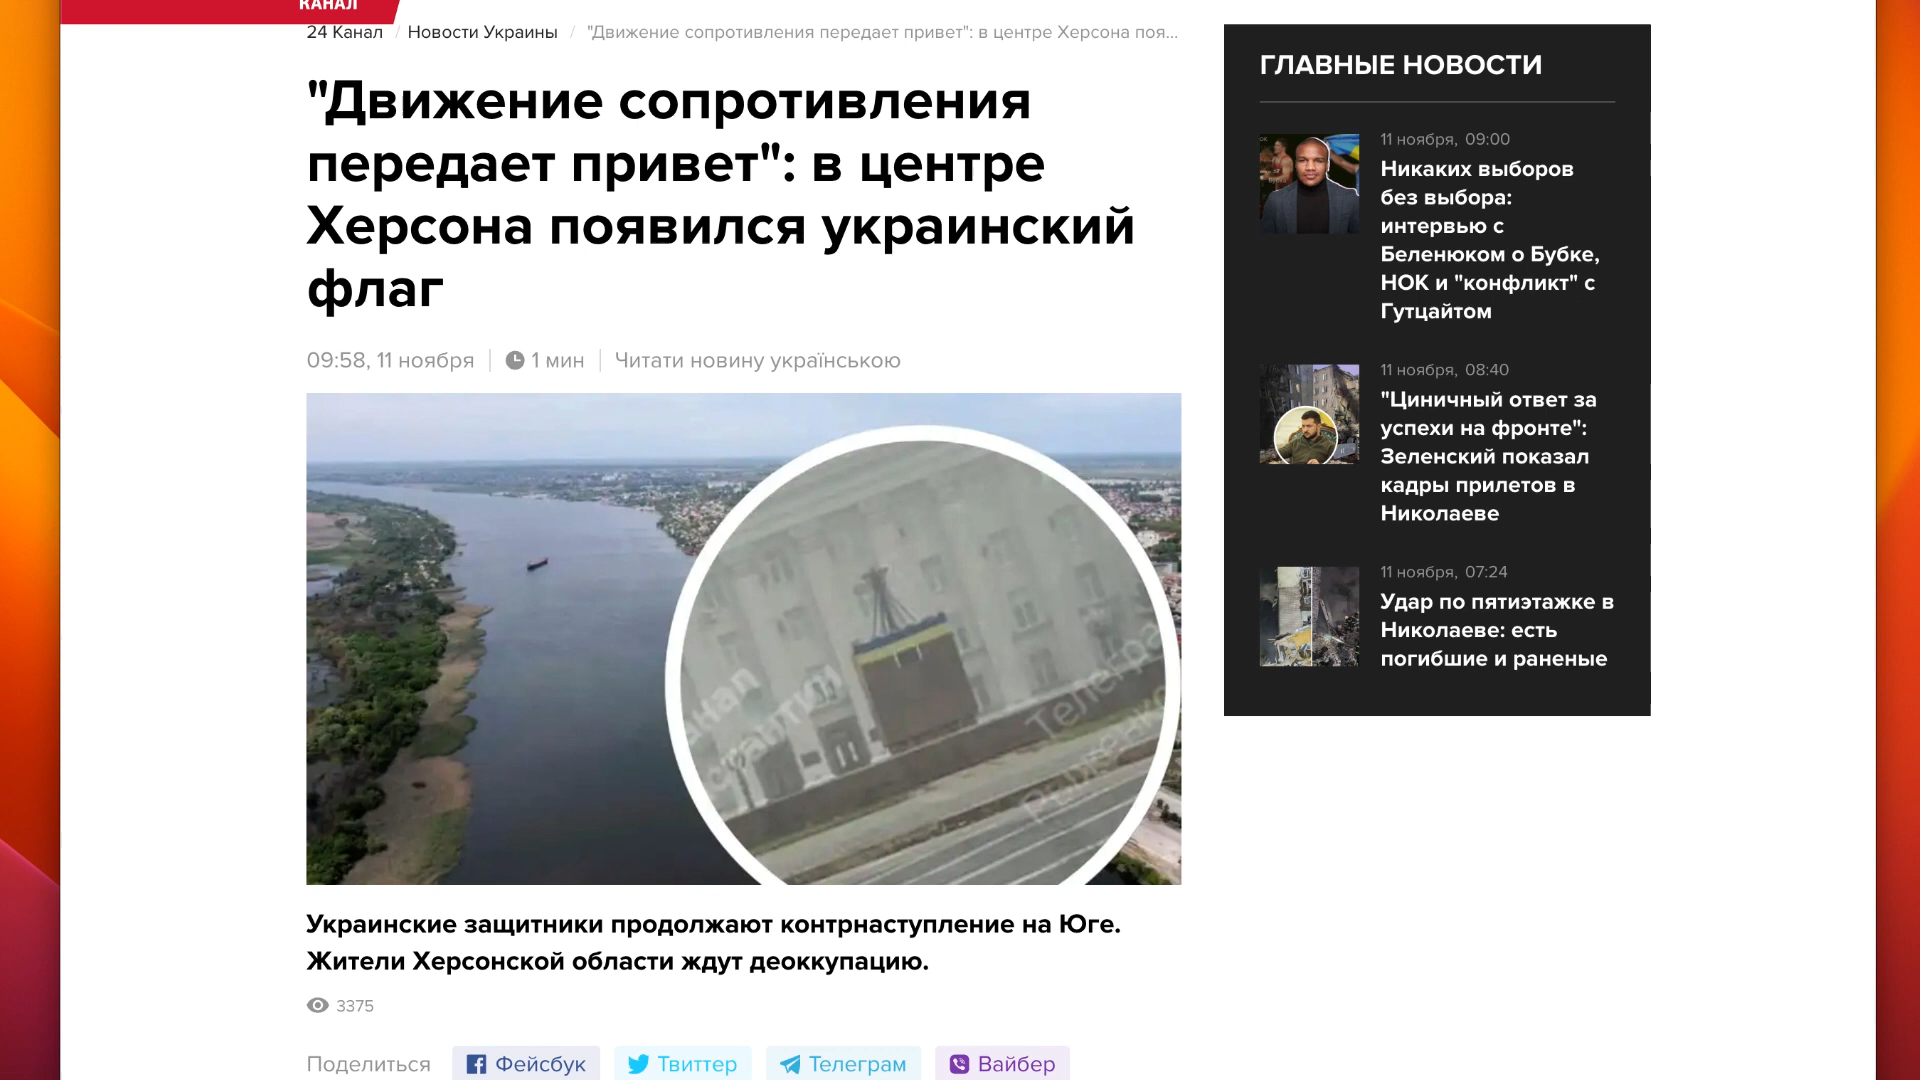 КАНАЛ
24 Канал / Новости Украины / "Движение сопротивления передает привет": в центре Херсона поя...
"Движение сопротивления
передает привет": в центре
Херсона появился украинский
флаг
09:58, 11 ноября | 1 мин | Читати новину українською
Телегра
Украинские защитники продолжают контрнаступление на Юге.
Жители Херсонской области ждут деоккупацию.
3375
Поделиться Фейсбук Твиттер Телеграм Вайбер
ГЛАВНЫЕ НОВОСТИ
11 ноября, 09:00
Никаких выборов
без выбора:
интервью с
Беленюком о Бубке,
НОК и "конфликт" с
Гутцайтом
11 ноября, 08:40
"Циничный ответ за
успехи на фронте":
Зеленский показал
кадры прилетов в
Николаеве
11 ноября, 07:24
Удар по пятиэтажке в
Николаеве: есть
погибшие и раненые